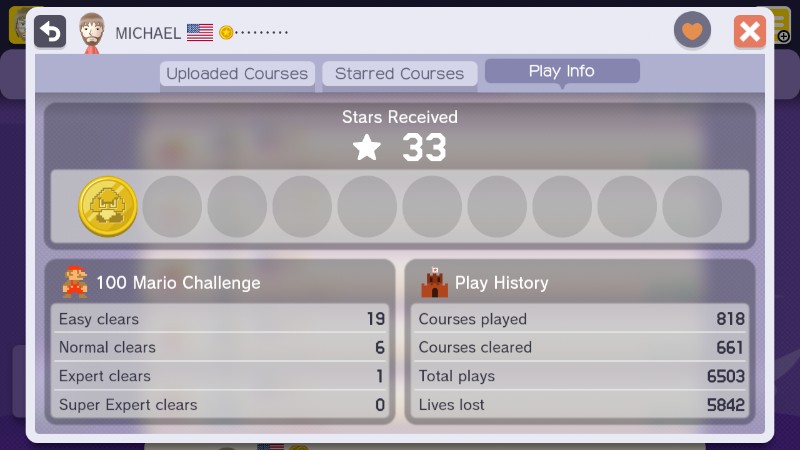 MICHAEL
Uploaded Courses
Starred Courses
Play Info
Stars Received
33
100 Mario Challenge
Easy clears 19
Normal clears 6
Expert clears 1
Super Expert clears 0
Play History
Courses played 818
Courses cleared 661
Total plays 6503
Lives lost 5842